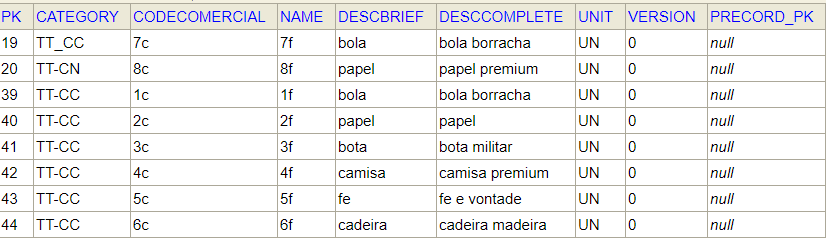 PK CATEGORY CODECOMERCIAL NAME DESCBRIEF DESCCOMPLETE UNIT VERSION PRECORD_PK
19 TT_CC 7c 7f bola bola borracha UN 0 null
20 TT-CN 8c 8f papel papel premium UN 0 null
39 TT-CC 1c 1f bola bola borracha UN 0 null
40 TT-CC 2c 2f papel papel UN 0 null
41 TT-CC 3c 3f bota bota militar UN 0 null
42 TT-CC 4c 4f camisa camisa premium UN 0 null
43 TT-CC 5c 5f fe fe e vontade UN 0 null
44 TT-CC 6c 6f cadeira cadeira madeira UN 0 null